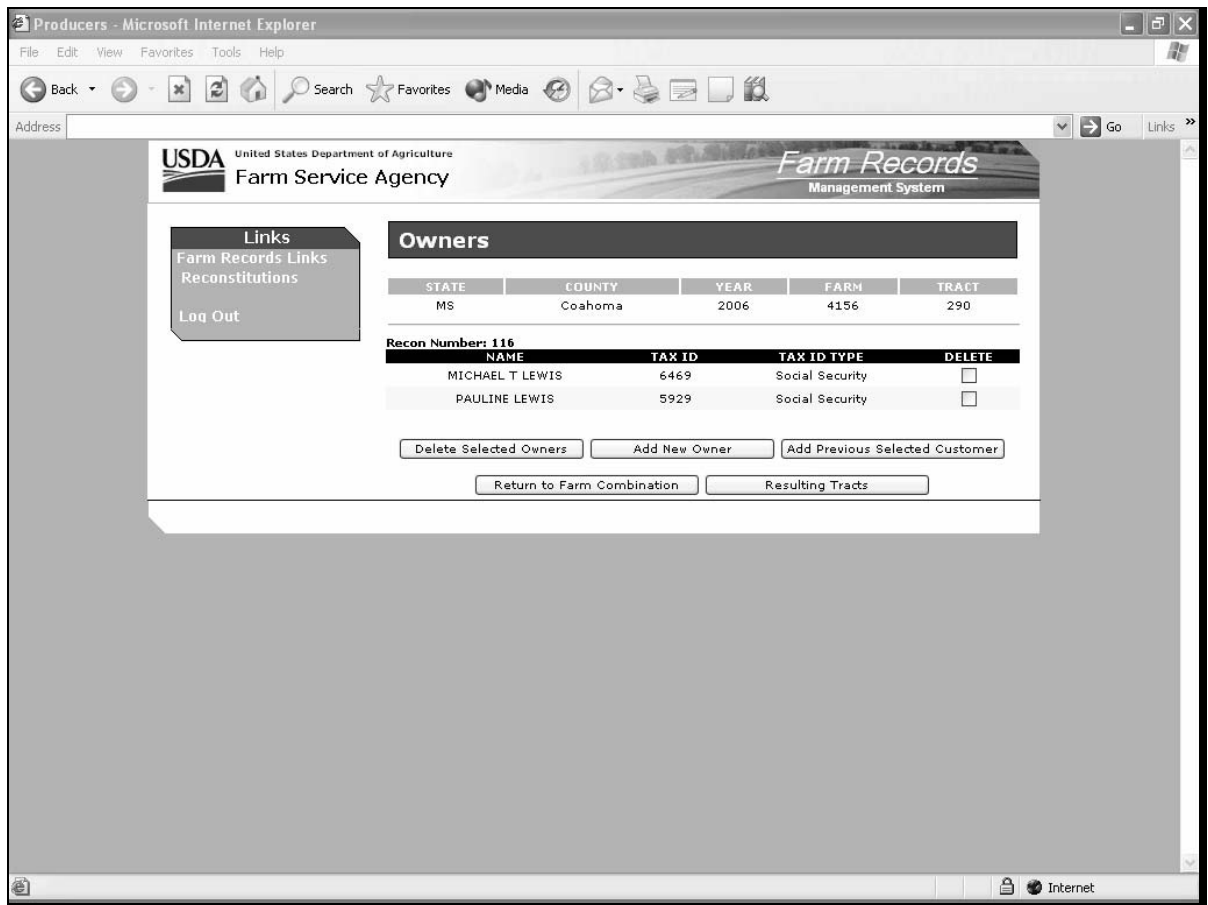 Producers - Microsoft Internet Explorer
File Edit View Favorites Tools Help
Back Search Favorites Media
Address Go Links »
USDA United States Department of Agriculture
Farm Service Agency
Farm Records
Management System
Links
Farm Records Links
Reconstitutions
Log Out
Owners
STATE COUNTY YEAR FARM TRACT
MS Coahoma 2006 4156 290
Recon Number: 116
NAME TAX ID TAX ID TYPE DELETE
MICHAEL T LEWIS 6469 Social Security
PAULINE LEWIS 5929 Social Security
Delete Selected Owners Add New Owner Add Previous Selected Customer
Return to Farm Combination Resulting Tracts
Internet